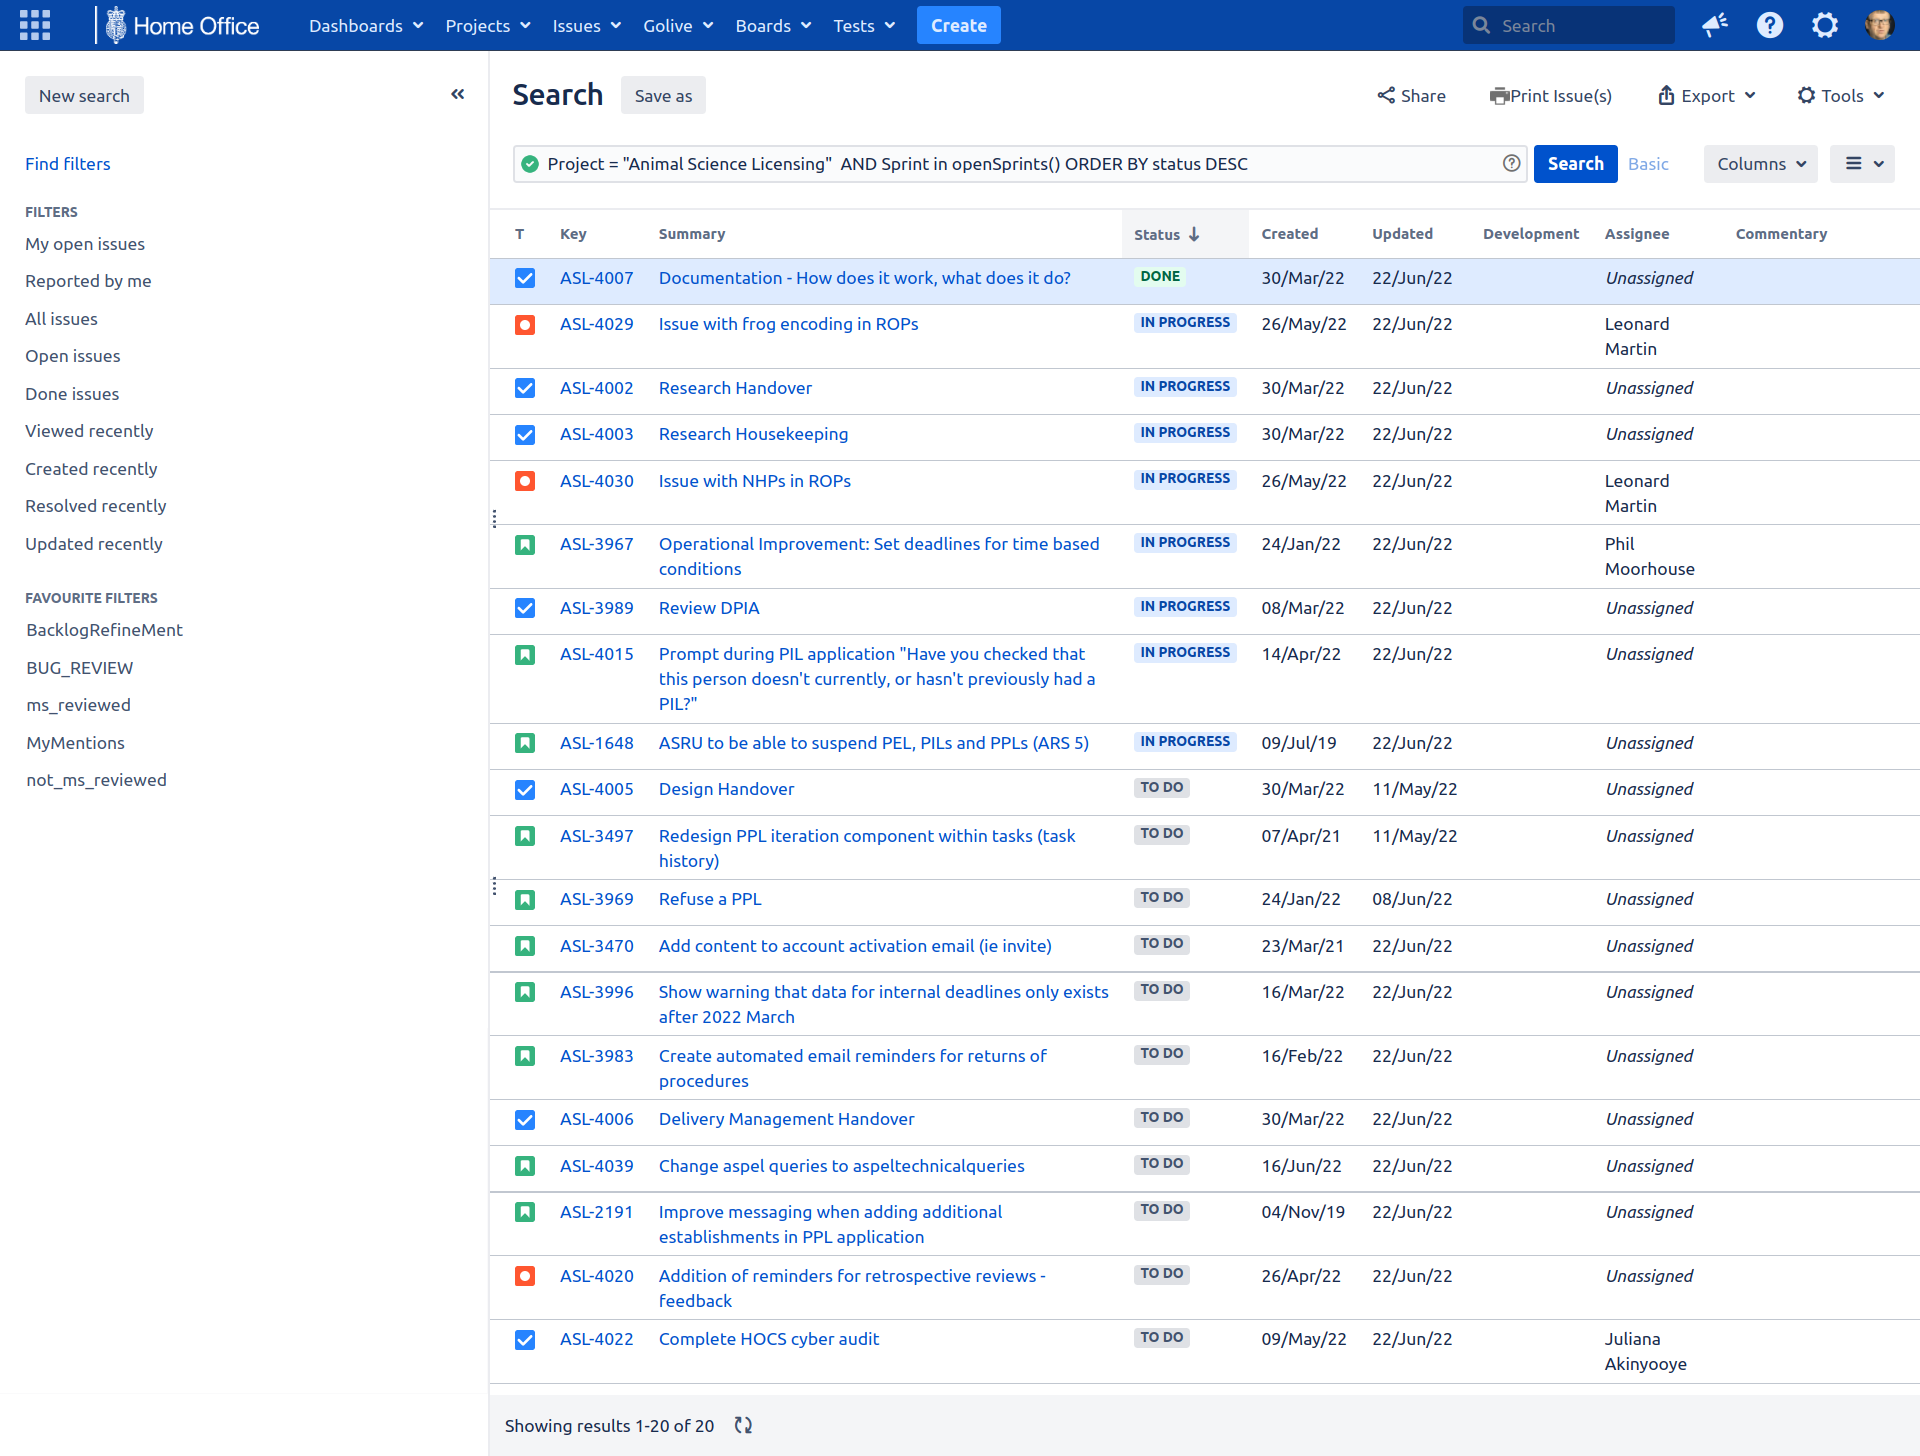 Home Office
Dashboards Projects Issues Golive Boards Tests Create Search
New search
Find filters
FILTERS
My open issues
Reported by me
All issues
Open issues
Done issues
Viewed recently
Created recently
Resolved recently
Updated recently
FAVOURITE FILTERS
BacklogRefineMent
BUG_REVIEW
ms_reviewed
MyMentions
not_ms_reviewed
Search Save as Share Print Issue(s) Export Tools
Project = "Animal Science Licensing"  AND Sprint in openSprints() ORDER BY status DESC Search Basic Columns
T Key Summary Status Created Updated Development Assignee Commentary
ASL-4007 Documentation - How does it work, what does it do? DONE 30/Mar/22 22/Jun/22 Unassigned
ASL-4029 Issue with frog encoding in ROPs IN PROGRESS 26/May/22 22/Jun/22 Leonard
Martin
ASL-4002 Research Handover IN PROGRESS 30/Mar/22 22/Jun/22 Unassigned
ASL-4003 Research Housekeeping IN PROGRESS 30/Mar/22 22/Jun/22 Unassigned
ASL-4030 Issue with NHPs in ROPs IN PROGRESS 26/May/22 22/Jun/22 Leonard
Martin
ASL-3967 Operational Improvement: Set deadlines for time based IN PROGRESS 24/Jan/22 22/Jun/22 Phil
conditions Moorhouse
ASL-3989 Review DPIA IN PROGRESS 08/Mar/22 22/Jun/22 Unassigned
ASL-4015 Prompt during PIL application "Have you checked that IN PROGRESS 14/Apr/22 22/Jun/22 Unassigned
this person doesn't currently, or hasn't previously had a
PIL?"
ASL-1648 ASRU to be able to suspend PEL, PILs and PPLs (ARS 5) IN PROGRESS 09/Jul/19 22/Jun/22 Unassigned
ASL-4005 Design Handover TO DO 30/Mar/22 11/May/22 Unassigned
ASL-3497 Redesign PPL iteration component within tasks (task TO DO 07/Apr/21 11/May/22 Unassigned
history)
ASL-3969 Refuse a PPL TO DO 24/Jan/22 08/Jun/22 Unassigned
ASL-3470 Add content to account activation email (ie invite) TO DO 23/Mar/21 22/Jun/22 Unassigned
ASL-3996 Show warning that data for internal deadlines only exists TO DO 16/Mar/22 22/Jun/22 Unassigned
after 2022 March
ASL-3983 Create automated email reminders for returns of TO DO 16/Feb/22 22/Jun/22 Unassigned
procedures
ASL-4006 Delivery Management Handover TO DO 30/Mar/22 22/Jun/22 Unassigned
ASL-4039 Change aspel queries to aspeltechnicalqueries TO DO 16/Jun/22 22/Jun/22 Unassigned
ASL-2191 Improve messaging when adding additional TO DO 04/Nov/19 22/Jun/22 Unassigned
establishments in PPL application
ASL-4020 Addition of reminders for retrospective reviews - TO DO 26/Apr/22 22/Jun/22 Unassigned
feedback
ASL-4022 Complete HOCS cyber audit TO DO 09/May/22 22/Jun/22 Juliana
Akinyooye
Showing results 1-20 of 20